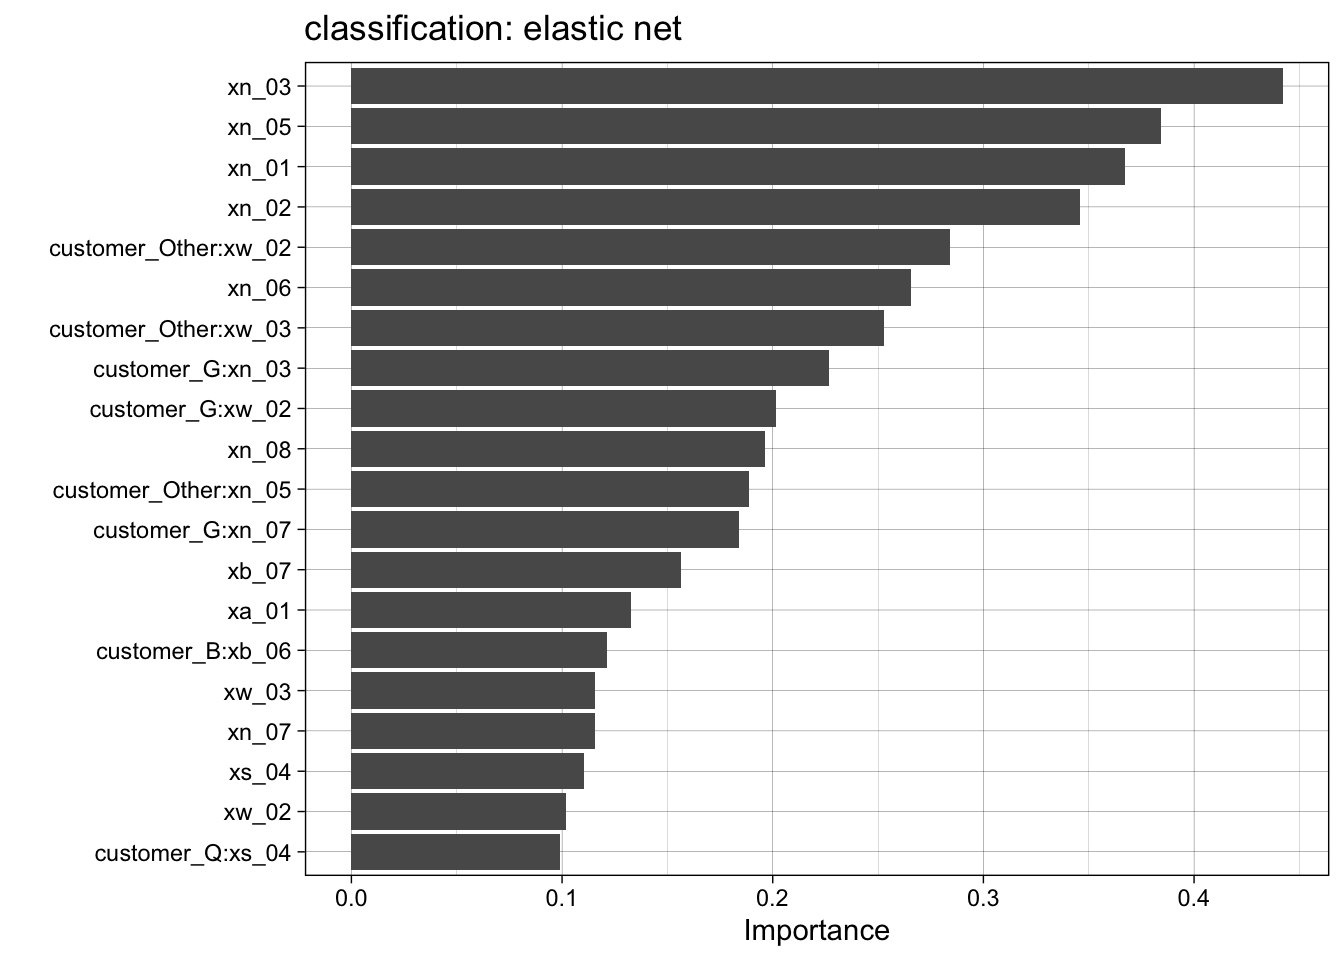 classification: elastic net
xn_03
xn_05
xn_01
xn_02
customer_Other:xw_02
xn_06
customer_Other:xw_03
customer_G:xn_03
customer_G:xw_02
xn_08
customer_Other:xn_05
customer_G:xn_07
xb_07
xa_01
customer_B:xb_06
xw_03
xn_07
xs_04
xw_02
customer_Q:xs_04
0.0 0.1 0.2 0.3 0.4
Importance